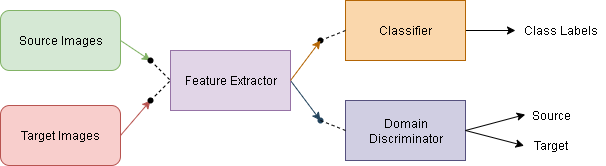 Source Images
Target Images
Feature Extractor
Classifier
Class Labels
Domain
Discriminator
Source
Target